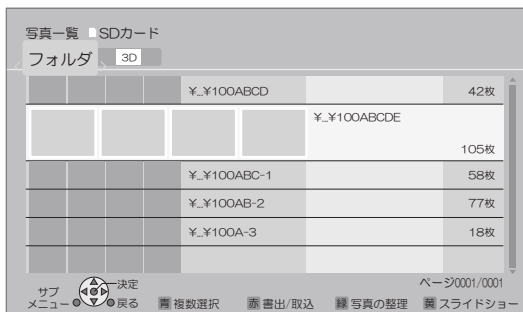 写真一覧 SDカード
フォルダ 3D
¥...¥100ABCD 42枚
¥...¥100ABCDE
105枚
¥...¥100ABC-1 58枚
¥...¥100AB-2 77枚
¥...¥100A-3 18枚
ページ0001/0001
サブメニュー 決定 戻る
青 複数選択 赤 書出/取込 緑 写真の整理 黄 スライドショー